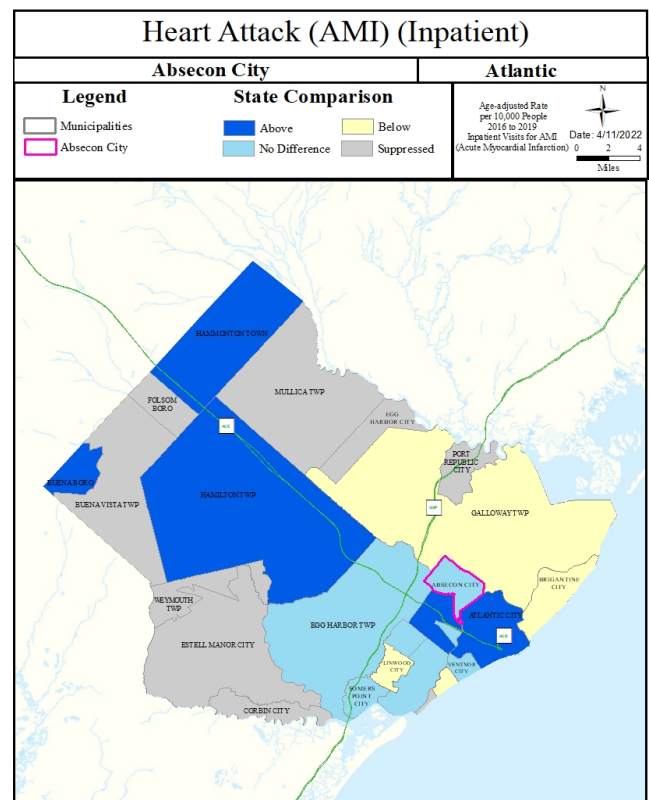 Heart Attack (AMI) (Inpatient)
Absecon City
Atlantic
Legend
Municipalities
Absecon City
State Comparison
Above
Below
No Difference
Suppressed
Age-adjusted Rate
per 10,000 People
2016 to 2019
Inpatient Visits for AMI
(Acute Myocardial Infarction)
N
Date: 4/11/2022
0 2 4
Miles
HAMMONTON TOWN
MULLICA TWP
FOLSOM
BORO
EGG
HARBOR CITY
ACE
PORT
REPUBLIC
CITY
BUENA BORO
HAMILTON TWP
BUENA VISTA TWP
GSP
GALLOWAY TWP
ABSECON CITY
BRIGANTINE
CITY
WEYMOUTH
TWP
ATLANTIC CITY
EGG HARBOR TWP
ESTELL MANOR CITY
LINWOOD
CITY
VENTNOR
CITY
SOMERS
POINT
CITY
CORBIN CITY